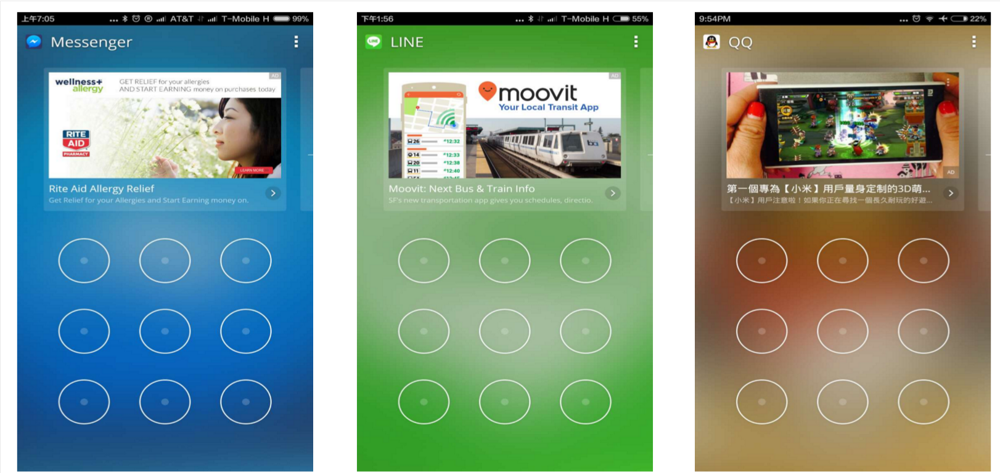 上午7:05
... AT&T T-Mobile H 99%
Messenger
wellness+
allergy
GET RELIEF for your allergies
AND START EARNING money on purchases today
AD
RITE
AID
PHARMACY
LEARN MORE
Rite Aid Allergy Relief
Get Relief for your Allergies and Start Earning money on.
下午1:56
... T-Mobile H 55%
LINE
LINE
AD
moovit
Your Local Transit App
26 12:32
14 12:33
20 12:38
11 12:40
ba
Moovit: Next Bus & Train Info
SF's new transportation app gives you schedules, directio.
9:54PM
... 22%
QQ
AD
第一個專為【小米】用戶量身定制的3D萌...
【小米】用戶注意啦！如果你正在尋找一個長久耐玩的好遊...